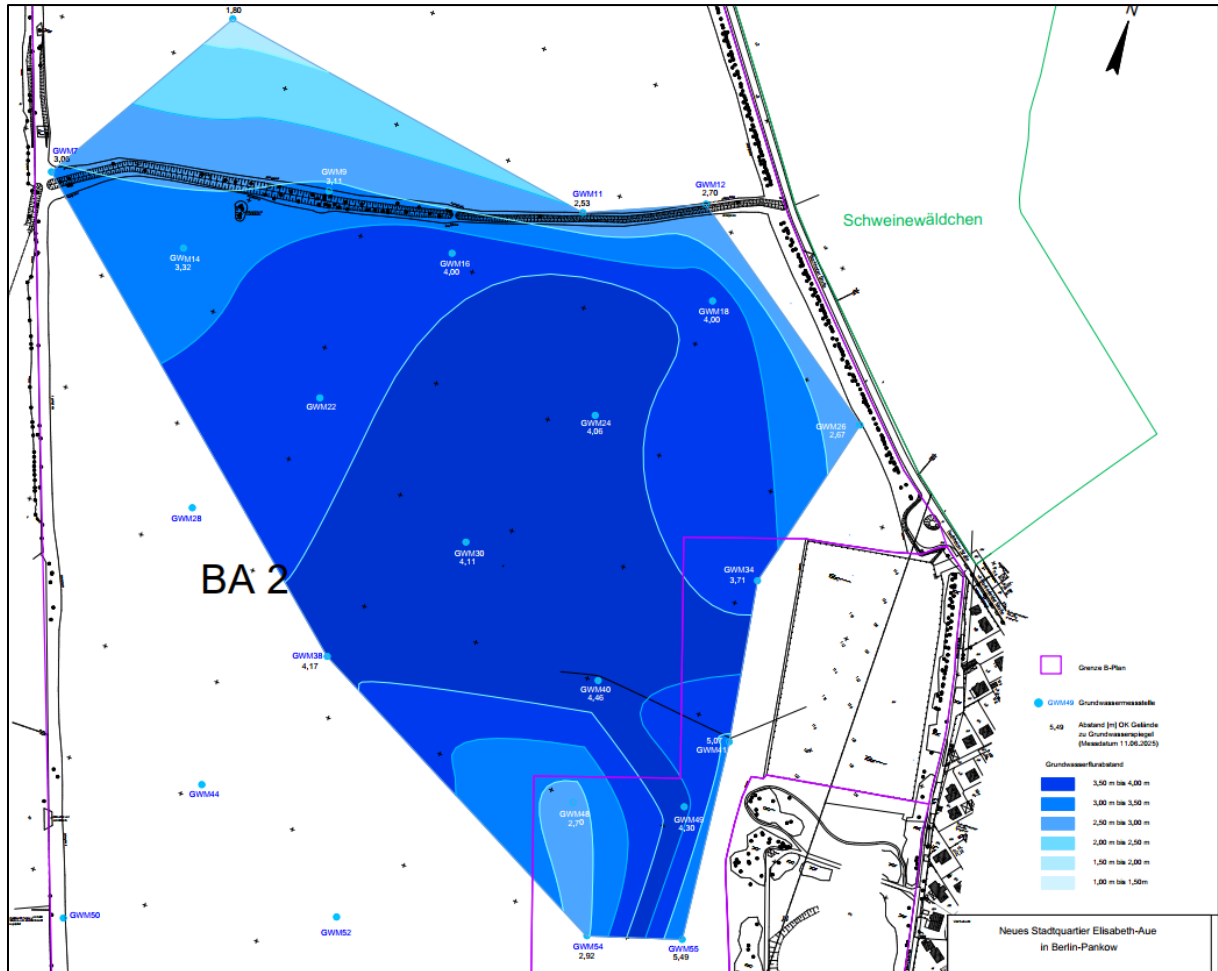 1,80
N
GWM7
3,05
GWM9
3,11
GWM11
2,53
GWM12
2,70
Schweinewäldchen
GWM14
3,32
GWM16
4,00
GWM18
4,00
GWM22
GWM24
4,06
GWM26
2,67
GWM28
GWM30
4,11
BA 2
GWM34
3,71
GWM38
4,17
GWM40
4,46
5,07
GWM41
GWM44
GWM48
2,70
GWM49
4,30
GWM50
GWM52
GWM54
2,92
GWM55
5,49
Grenze B-Plan
GWM49 Grundwassermessstelle
5,49 Abstand [m] OK Gelände
zu Grundwasserspiegel
(Messdatum 11.06.2025)
Grundwasserflurabstand
3,50 m bis 4,00 m
3,00 m bis 3,50 m
2,50 m bis 3,00 m
2,00 m bis 2,50 m
1,50 m bis 2,00 m
1,00 m bis 1,50m
Neues Stadtquartier Elisabeth-Aue
in Berlin-Pankow